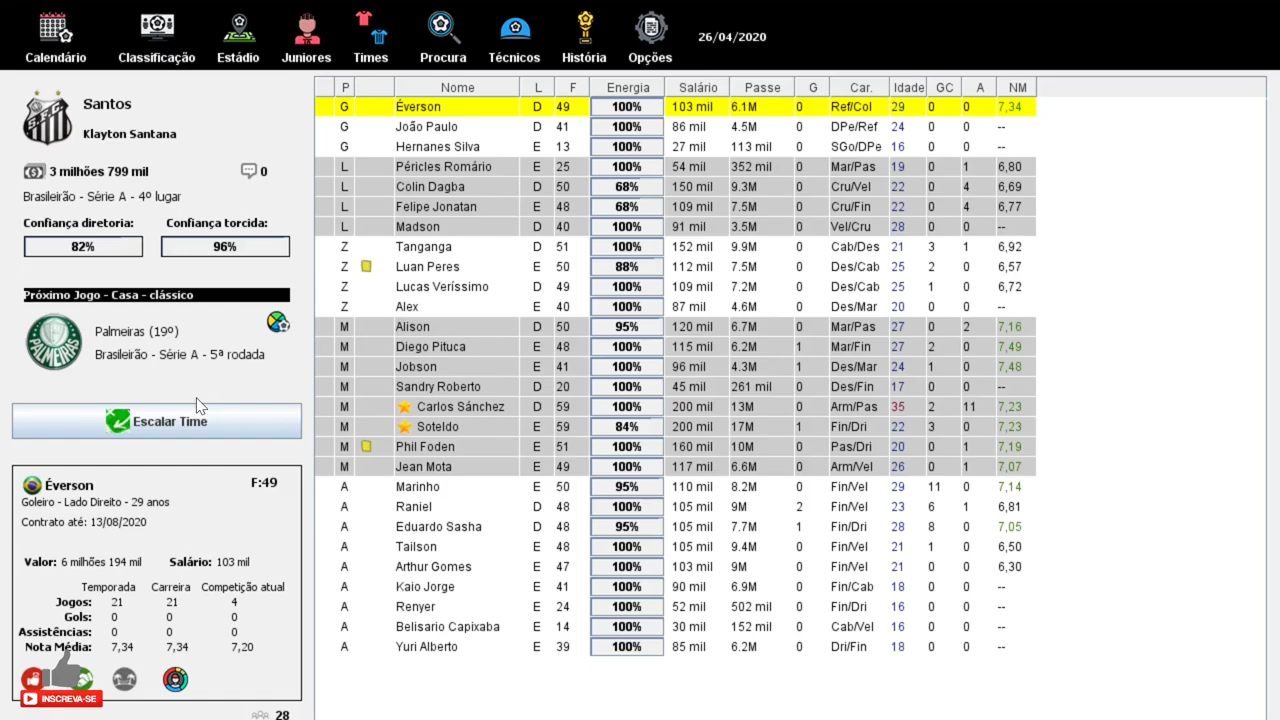 Calendário Classificação Estádio Juniores Times Procura Técnicos História Opções 26/04/2020
Santos
Klayton Santana
3 milhões 799 mil 0
Brasileirão - Série A - 4º lugar
Confiança diretoria: Confiança torcida:
82% 96%
Próximo Jogo - Casa - clássico
Palmeiras (19º)
Brasileirão - Série A - 5ª rodada
PALMEIRAS
Escalar Time
Éverson F:49
Goleiro - Lado Direito - 29 anos
Contrato até: 13/08/2020
Valor: 6 milhões 194 mil Salário: 103 mil
Temporada Carreira Competição atual
Jogos: 21 21 4
Gols: 0 0 0
Assistências: 0 0 0
Nota Média: 7,34 7,34 7,20
INSCREVA-SE
28
P Nome L F Energia Salário Passe G Car. Idade GC A NM
G Éverson D 49 100% 103 mil 6.1M 0 Ref/Col 29 0 0 7,34
G João Paulo D 41 100% 86 mil 4.5M 0 DPe/Ref 24 0 0 --
G Hernanes Silva E 13 100% 27 mil 113 mil 0 SGo/DPe 16 0 0 --
L Péricles Romário E 25 100% 54 mil 352 mil 0 Mar/Pas 19 0 1 6,80
L Colin Dagba D 50 68% 150 mil 9.3M 0 Cru/Vel 22 0 4 6,69
L Felipe Jonatan E 48 68% 109 mil 7.5M 0 Cru/Fin 22 0 4 6,77
L Madson D 40 100% 91 mil 3.5M 0 Vel/Cru 28 0 0 --
Z Tanganga D 51 100% 152 mil 9.9M 0 Cab/Des 21 3 1 6,92
Z Luan Peres E 50 88% 112 mil 7.5M 0 Des/Cab 25 2 0 6,57
Z Lucas Veríssimo D 49 100% 109 mil 7.2M 0 Des/Cab 25 1 0 6,72
Z Alex E 40 100% 87 mil 4.6M 0 Des/Mar 20 0 0 --
M Alison D 50 95% 120 mil 6.7M 0 Mar/Pas 27 0 2 7,16
M Diego Pituca E 48 100% 115 mil 6.2M 1 Mar/Fin 27 2 0 7,49
M Jobson E 41 100% 96 mil 4.3M 1 Des/Mar 24 1 0 7,48
M Sandry Roberto D 20 100% 45 mil 261 mil 0 Des/Fin 17 0 0 --
M Carlos Sánchez D 59 100% 200 mil 13M 0 Arm/Pas 35 2 11 7,23
M Soteldo E 59 84% 200 mil 17M 1 Fin/Dri 22 3 0 7,23
M Phil Foden E 51 100% 160 mil 10M 0 Pas/Dri 20 0 1 7,19
M Jean Mota E 49 100% 117 mil 6.6M 0 Arm/Vel 26 0 1 7,07
A Marinho E 50 95% 110 mil 8.2M 0 Fin/Vel 29 11 0 7,14
A Raniel D 48 100% 105 mil 9M 2 Fin/Vel 23 6 1 6,81
A Eduardo Sasha D 48 95% 105 mil 7.7M 1 Fin/Dri 28 8 0 7,05
A Tailson E 48 100% 105 mil 9.4M 0 Fin/Vel 21 1 0 6,50
A Arthur Gomes E 47 100% 103 mil 9M 0 Fin/Vel 21 0 0 6,30
A Kaio Jorge E 41 100% 90 mil 6.9M 0 Fin/Cab 18 0 0 --
A Renyer E 24 100% 52 mil 502 mil 0 Fin/Dri 16 0 0 --
A Belisario Capixaba E 14 100% 30 mil 152 mil 0 Cab/Vel 16 0 0 --
A Yuri Alberto E 39 100% 85 mil 6.2M 0 Dri/Fin 18 0 0 --